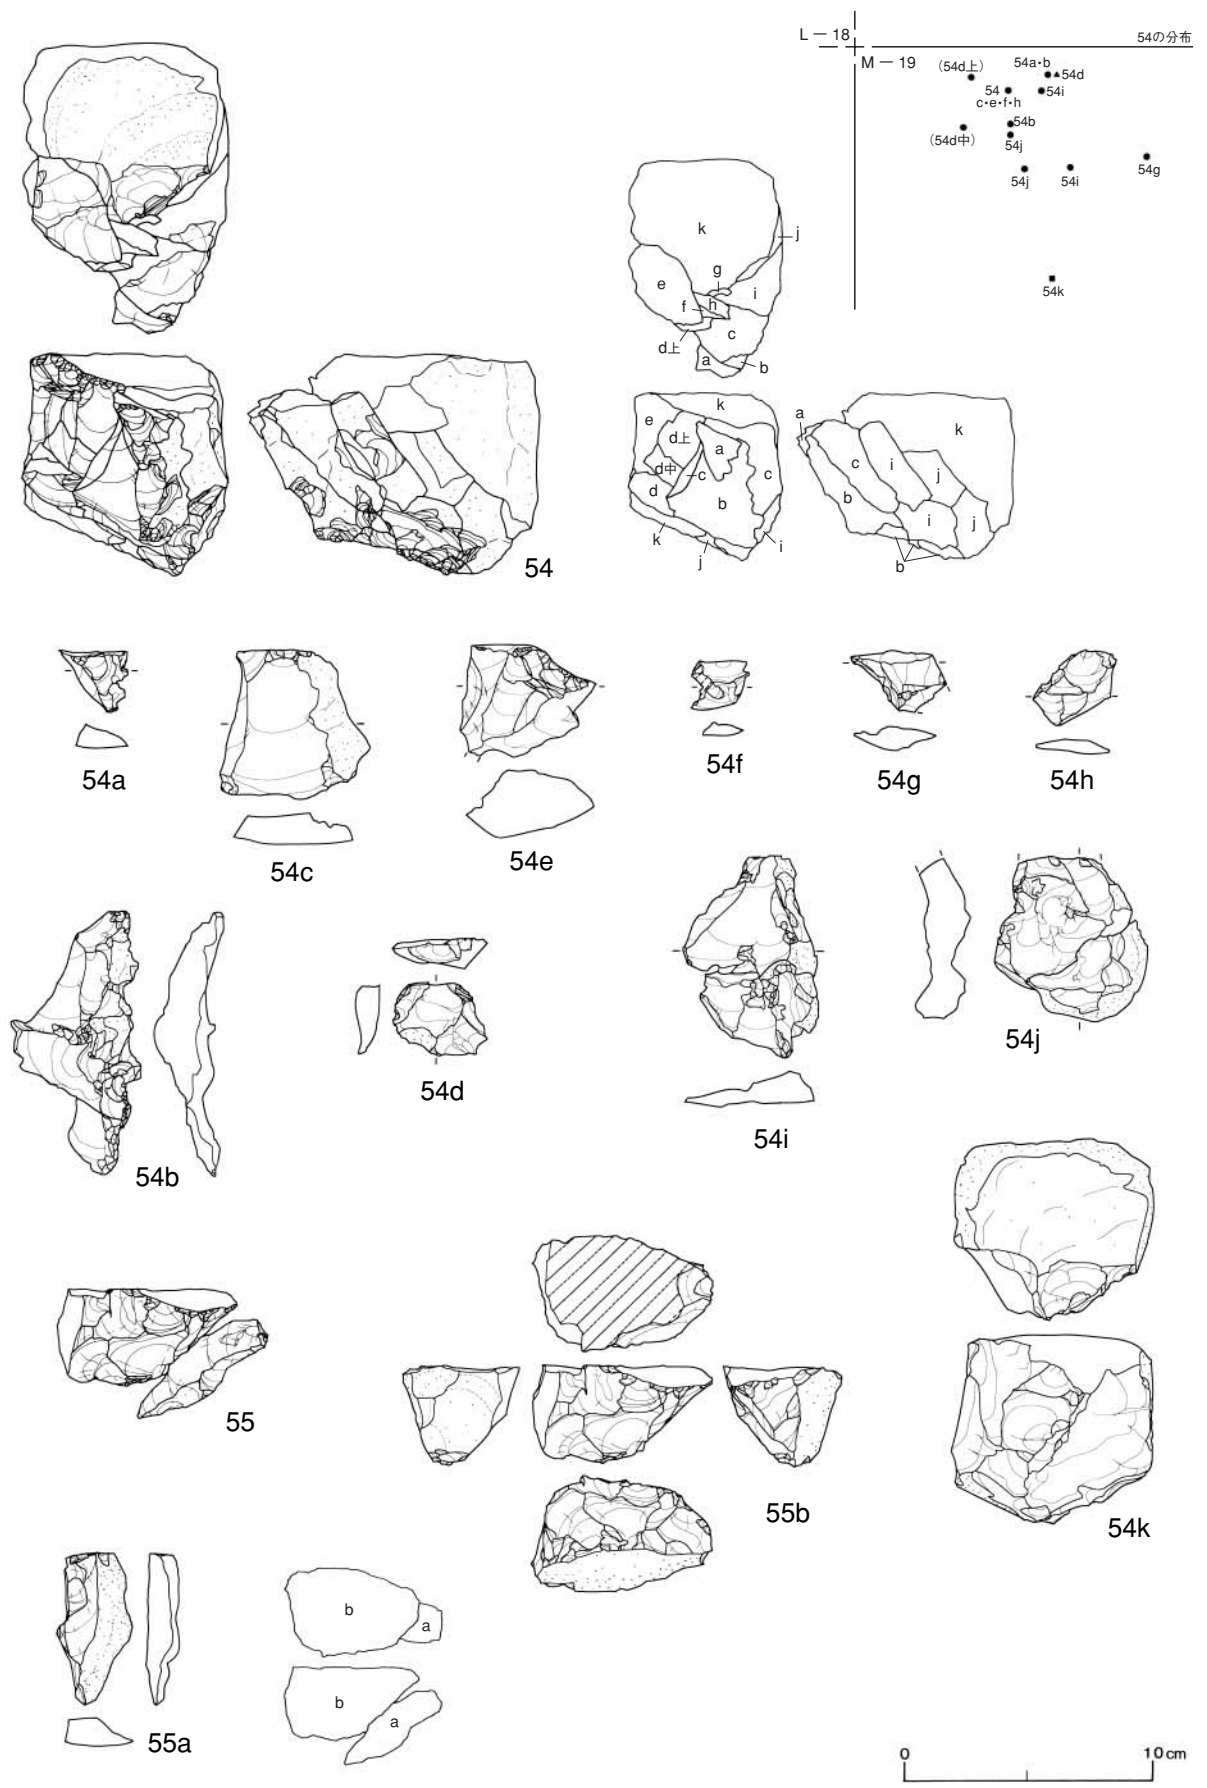 L － 18
54の分布
M － 19
(54d上)
54a・b
54d
54
c・e・f・h
54i
54b
(54d中)
54j
54j
54i
54g
54k
k
j
g
e
i
f
h
c
d上
a
b
k
e
d上
a
d中
c
c
d
b
k
j
i
a
k
c
i
j
b
i
j
b
54
54a
54c
54e
54f
54g
54h
54b
54d
54i
54j
55
55b
54k
55a
b
a
b
a
0
10cm